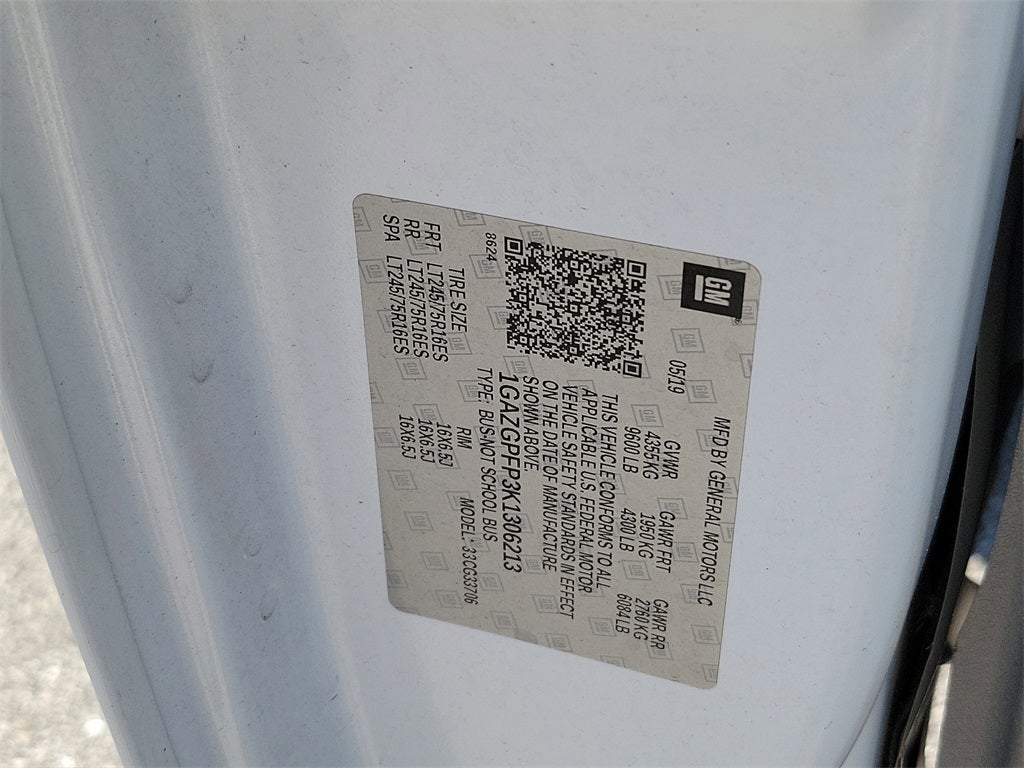 GM
MFD BY GENERAL MOTORS LLC
05/19 GVWR GAWR FRT GAWR RR
4355 KG 1950 KG 2760 KG
9600 LB 4300 LB 6084 LB
THIS VEHICLE CONFORMS TO ALL
APPLICABLE U.S. FEDERAL MOTOR
VEHICLE SAFETY STANDARDS IN EFFECT
ON THE DATE OF MANUFACTURE
SHOWN ABOVE.
1GAZGPFP3K1306213
8624 TYPE: BUS-NOT SCHOOL BUS MODEL: 33CG33706
TIRE SIZE RIM
FRT LT245/75R16ES 16X6.5J
RR LT245/75R16ES 16X6.5J
SPA LT245/75R16ES 16X6.5J